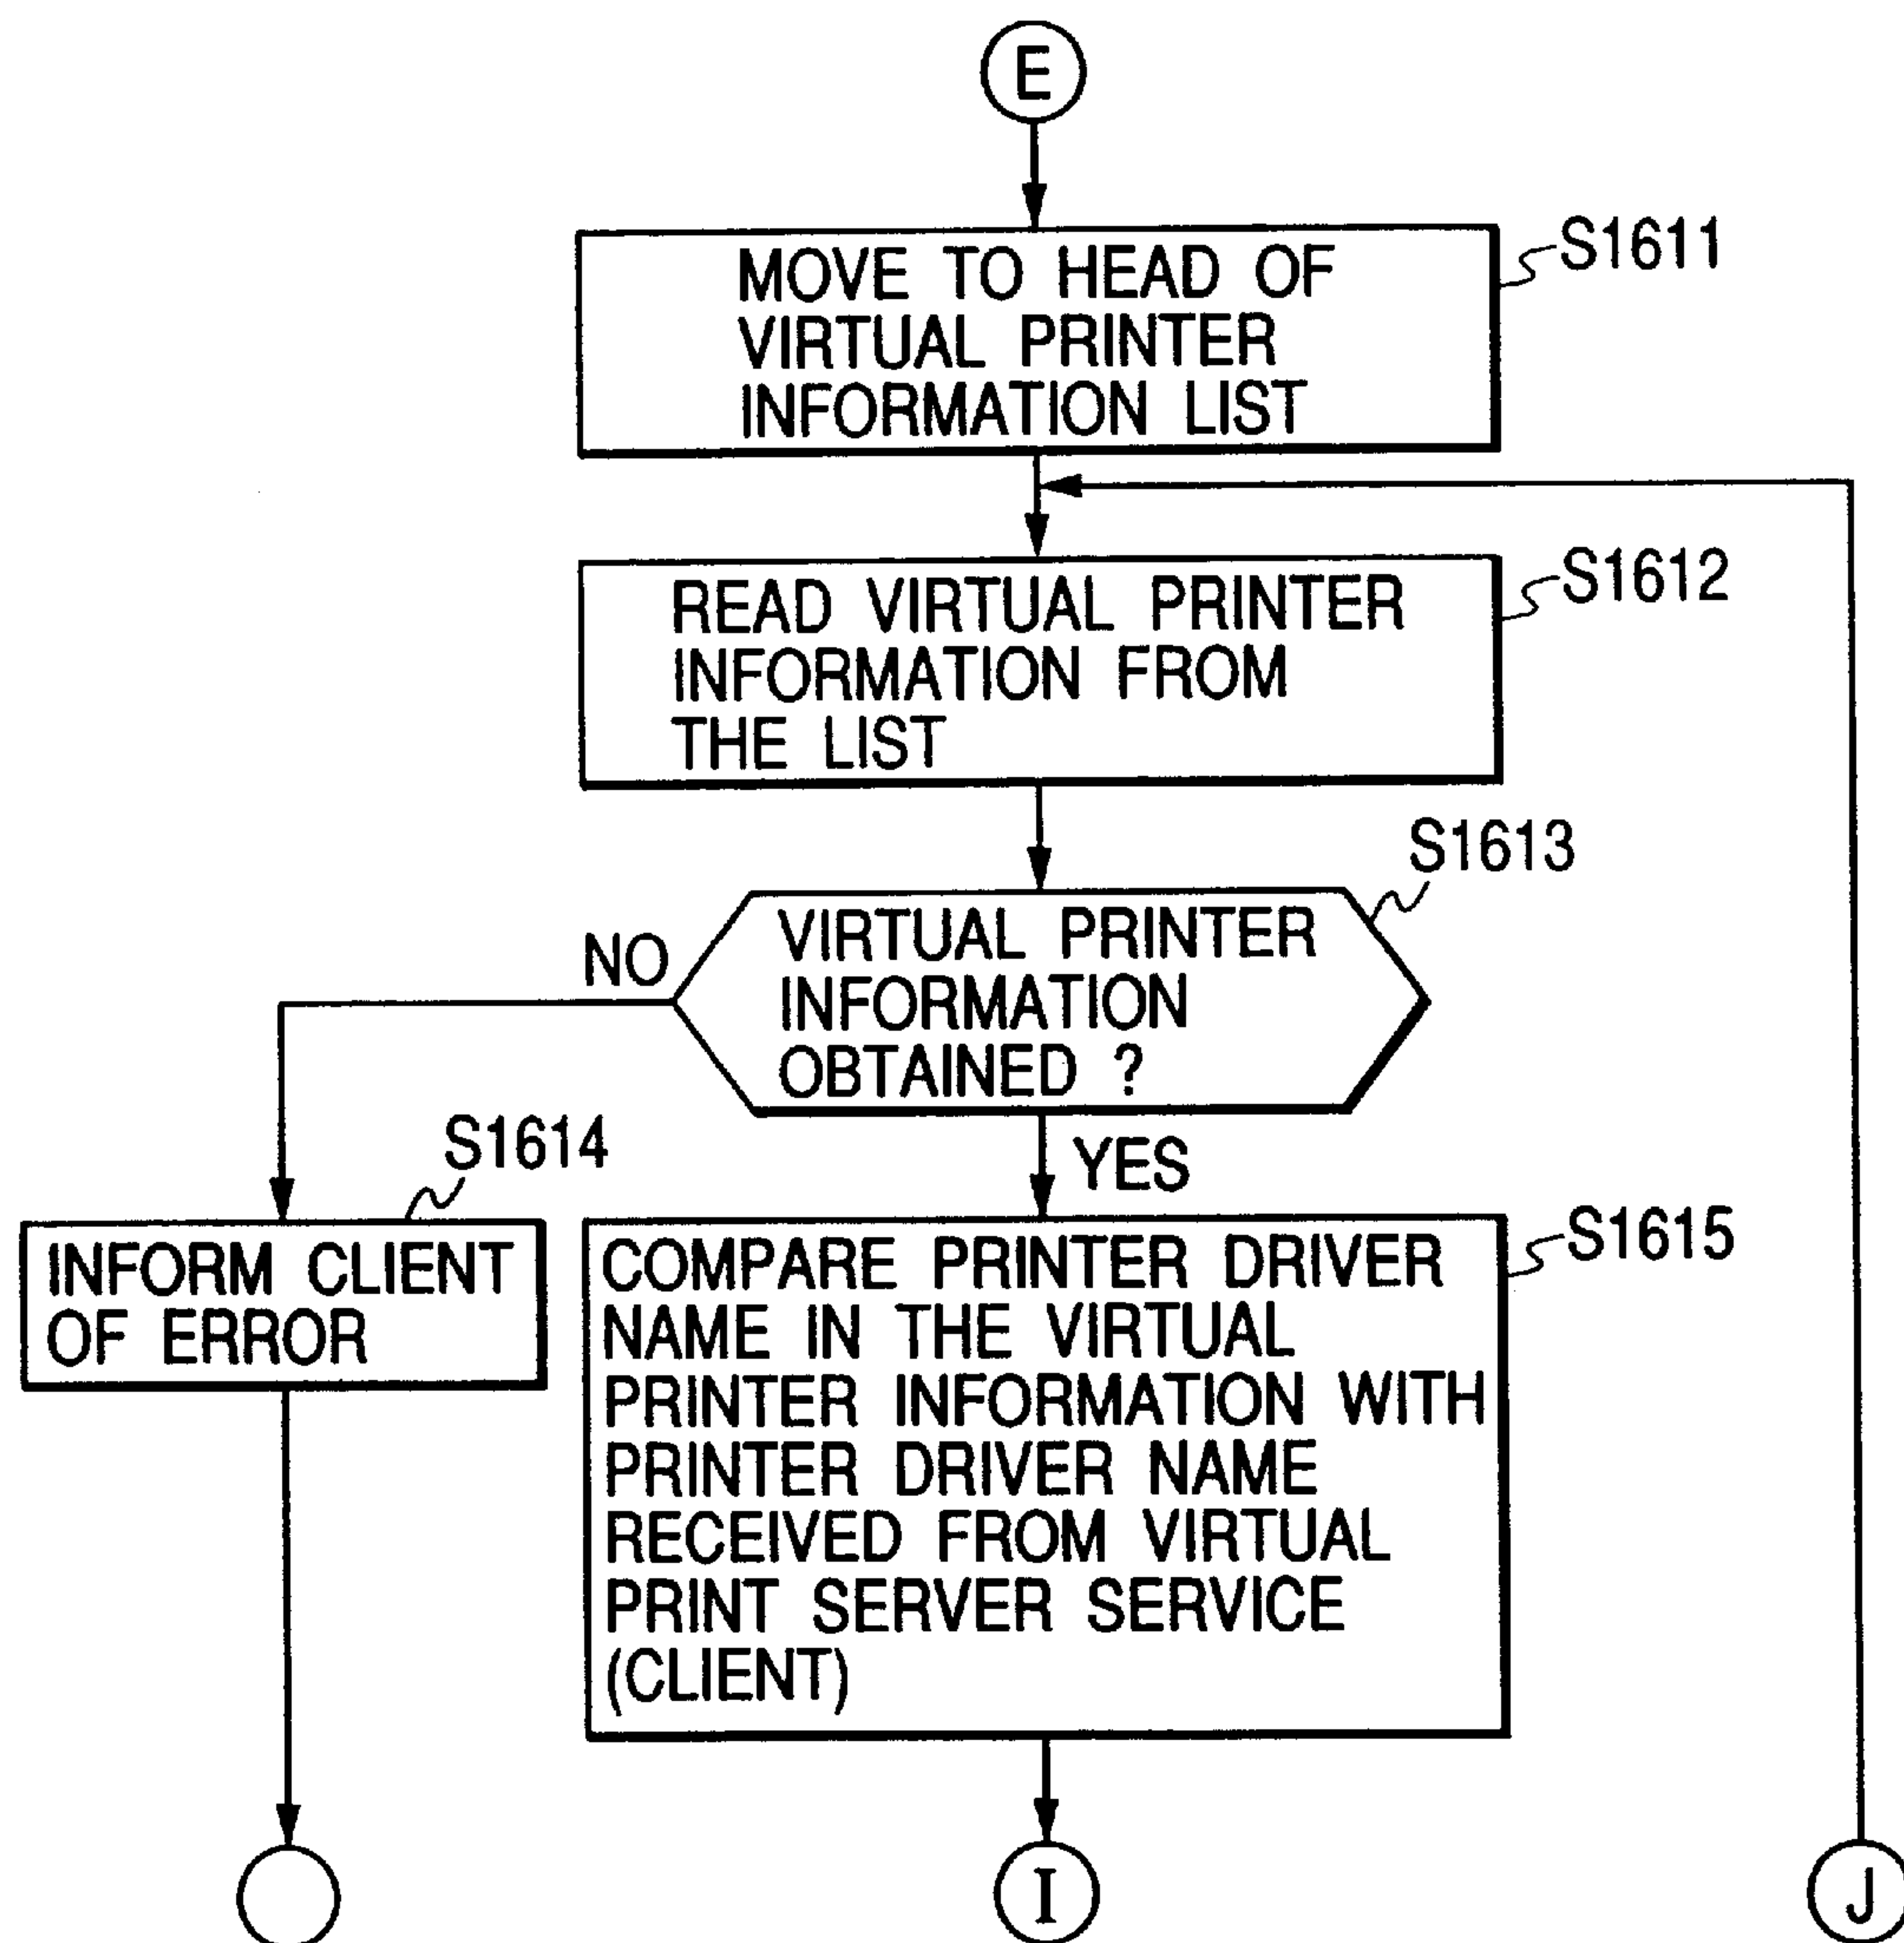 E
MOVE TO HEAD OF
VIRTUAL PRINTER
INFORMATION LIST
S1611
READ VIRTUAL PRINTER
INFORMATION FROM
THE LIST
S1612
S1613
VIRTUAL PRINTER
INFORMATION
OBTAINED ?
NO
YES
S1614
INFORM CLIENT
OF ERROR
S1615
COMPARE PRINTER DRIVER
NAME IN THE VIRTUAL
PRINTER INFORMATION WITH
PRINTER DRIVER NAME
RECEIVED FROM VIRTUAL
PRINT SERVER SERVICE
(CLIENT)
I
J